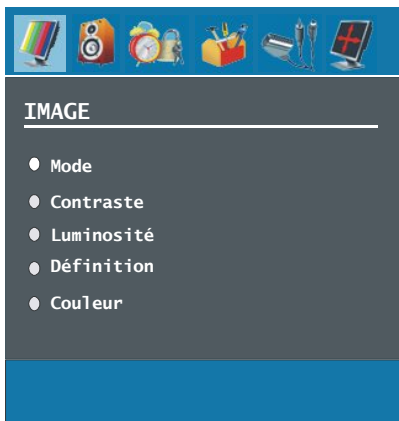 IMAGE
Mode
Contraste
Luminosité
Définition
Couleur